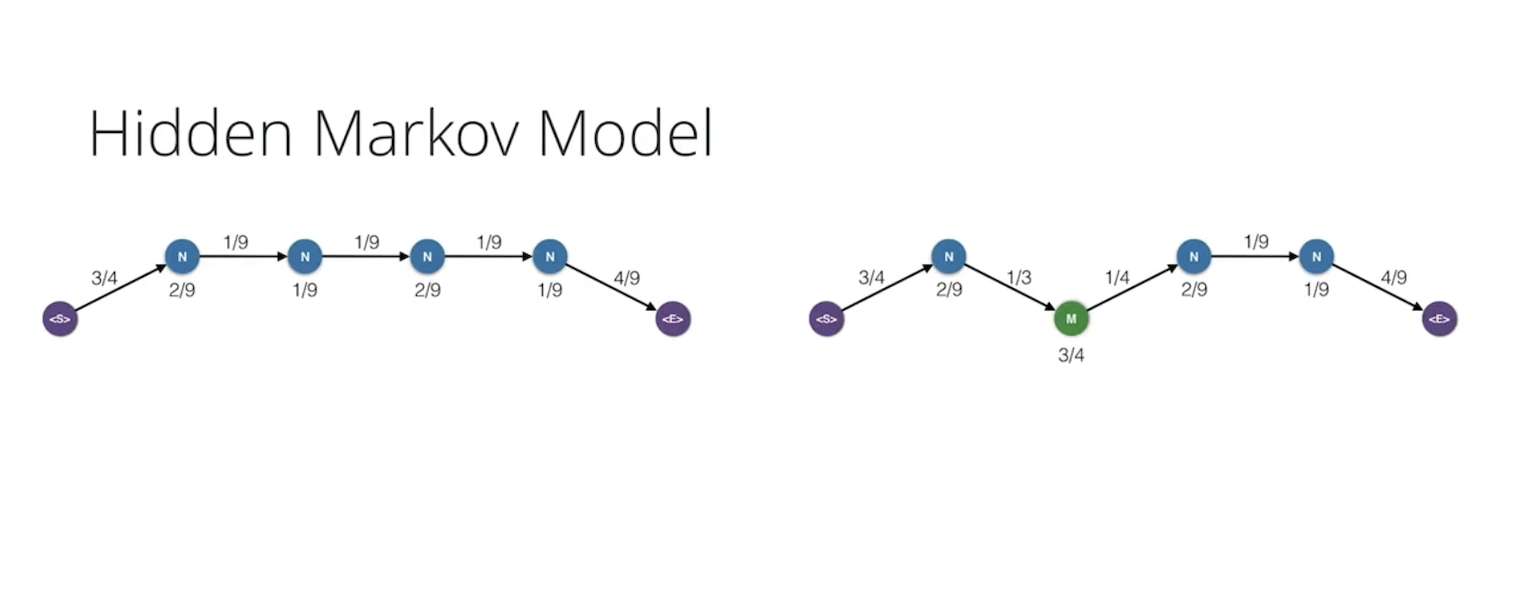 Hidden Markov Model
1/9 1/9 1/9
N N N N
3/4 4/9
2/9 1/9 2/9 1/9
<S> <E>
1/9
N N N
3/4 1/3 1/4 4/9
2/9 2/9 1/9
<S> M <E>
3/4